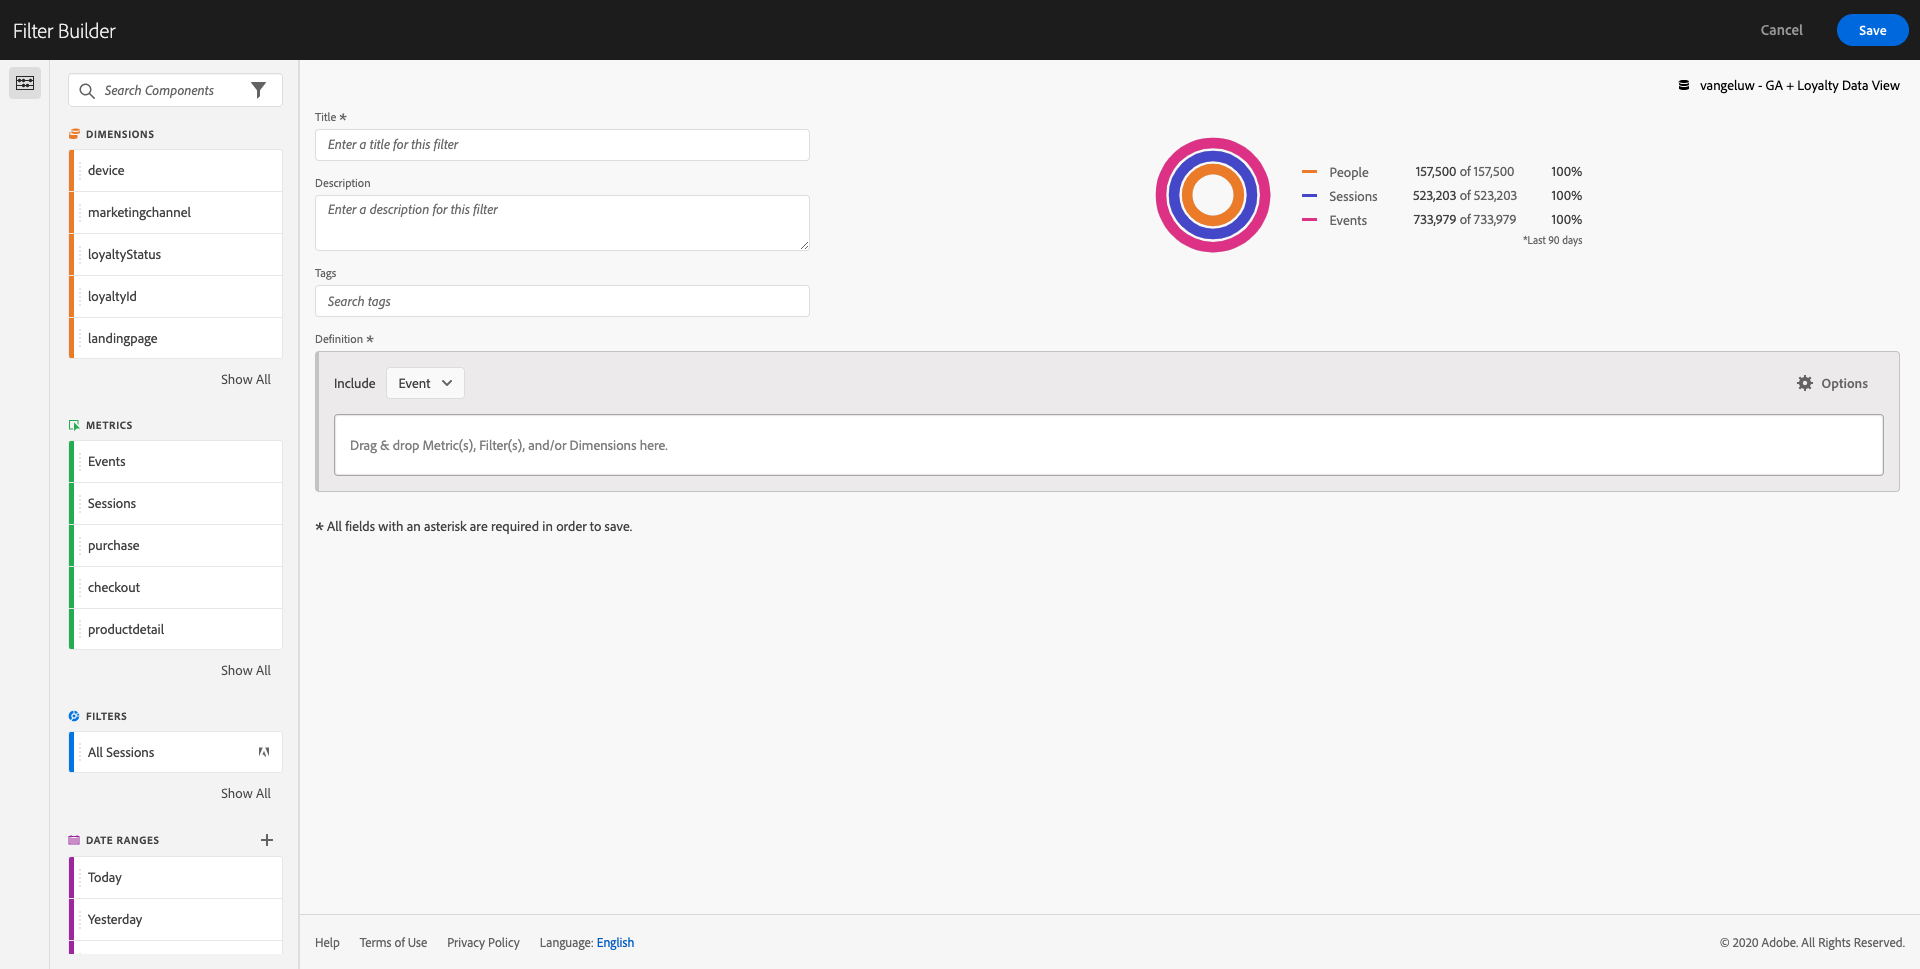 Filter Builder
Cancel
Save
Search Components
DIMENSIONS
device
marketingchannel
loyaltyStatus
loyaltyId
landingpage
Show All
METRICS
Events
Sessions
purchase
checkout
productdetail
Show All
FILTERS
All Sessions
Show All
DATE RANGES
Today
Yesterday
vangeluw - GA + Loyalty Data View
Title *
Enter a title for this filter
Description
Enter a description for this filter
Tags
Search tags
People 157,500 of 157,500 100%
Sessions 523,203 of 523,203 100%
Events 733,979 of 733,979 100%
*Last 90 days
Definition *
Include Event
Options
Drag & drop Metric(s), Filter(s), and/or Dimensions here.
* All fields with an asterisk are required in order to save.
Help Terms of Use Privacy Policy Language: English
© 2020 Adobe. All Rights Reserved.